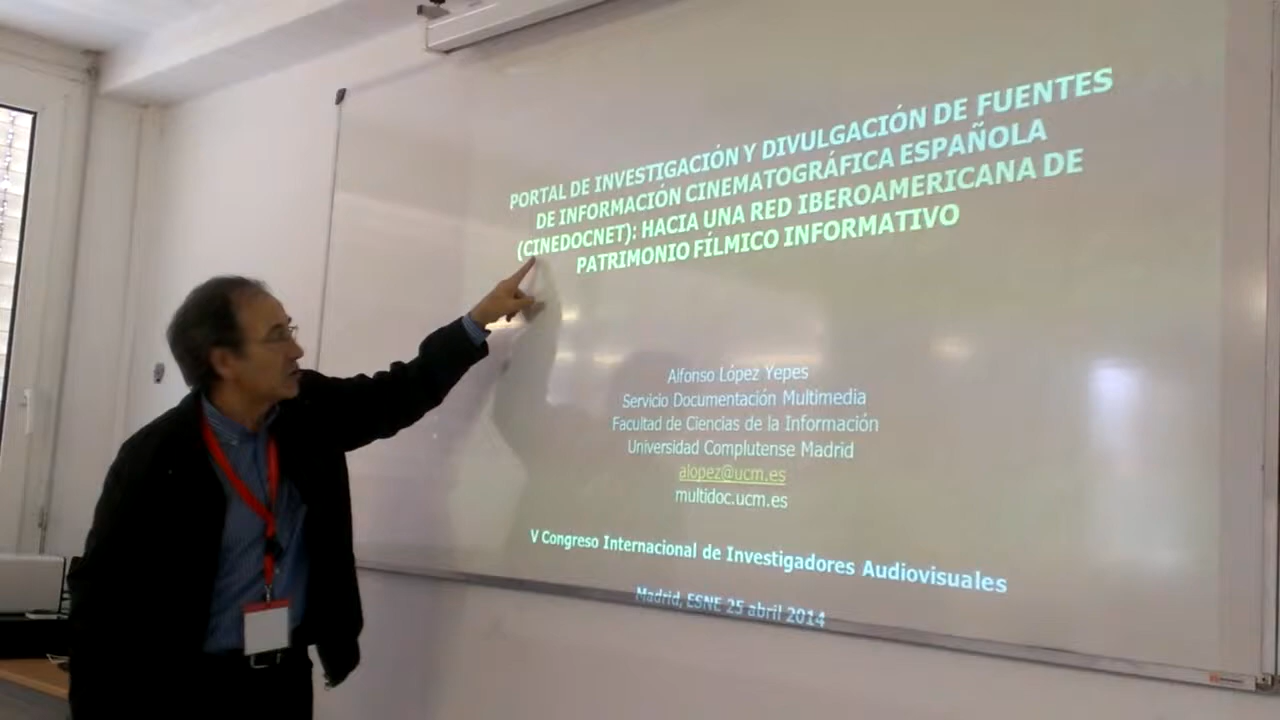 PORTAL DE INVESTIGACIÓN Y DIVULGACIÓN DE FUENTES
DE INFORMACIÓN CINEMATOGRÁFICA ESPAÑOLA
(CINEDOCNET): HACIA UNA RED IBEROAMERICANA DE
PATRIMONIO FÍLMICO INFORMATIVO
Alfonso López Yepes
Servicio Documentación Multimedia
Facultad de Ciencias de la Información
Universidad Complutense Madrid
alopez@ucm.es
multidoc.ucm.es
V Congreso Internacional de Investigadores Audiovisuales
Madrid, ESNE 25 abril 2014